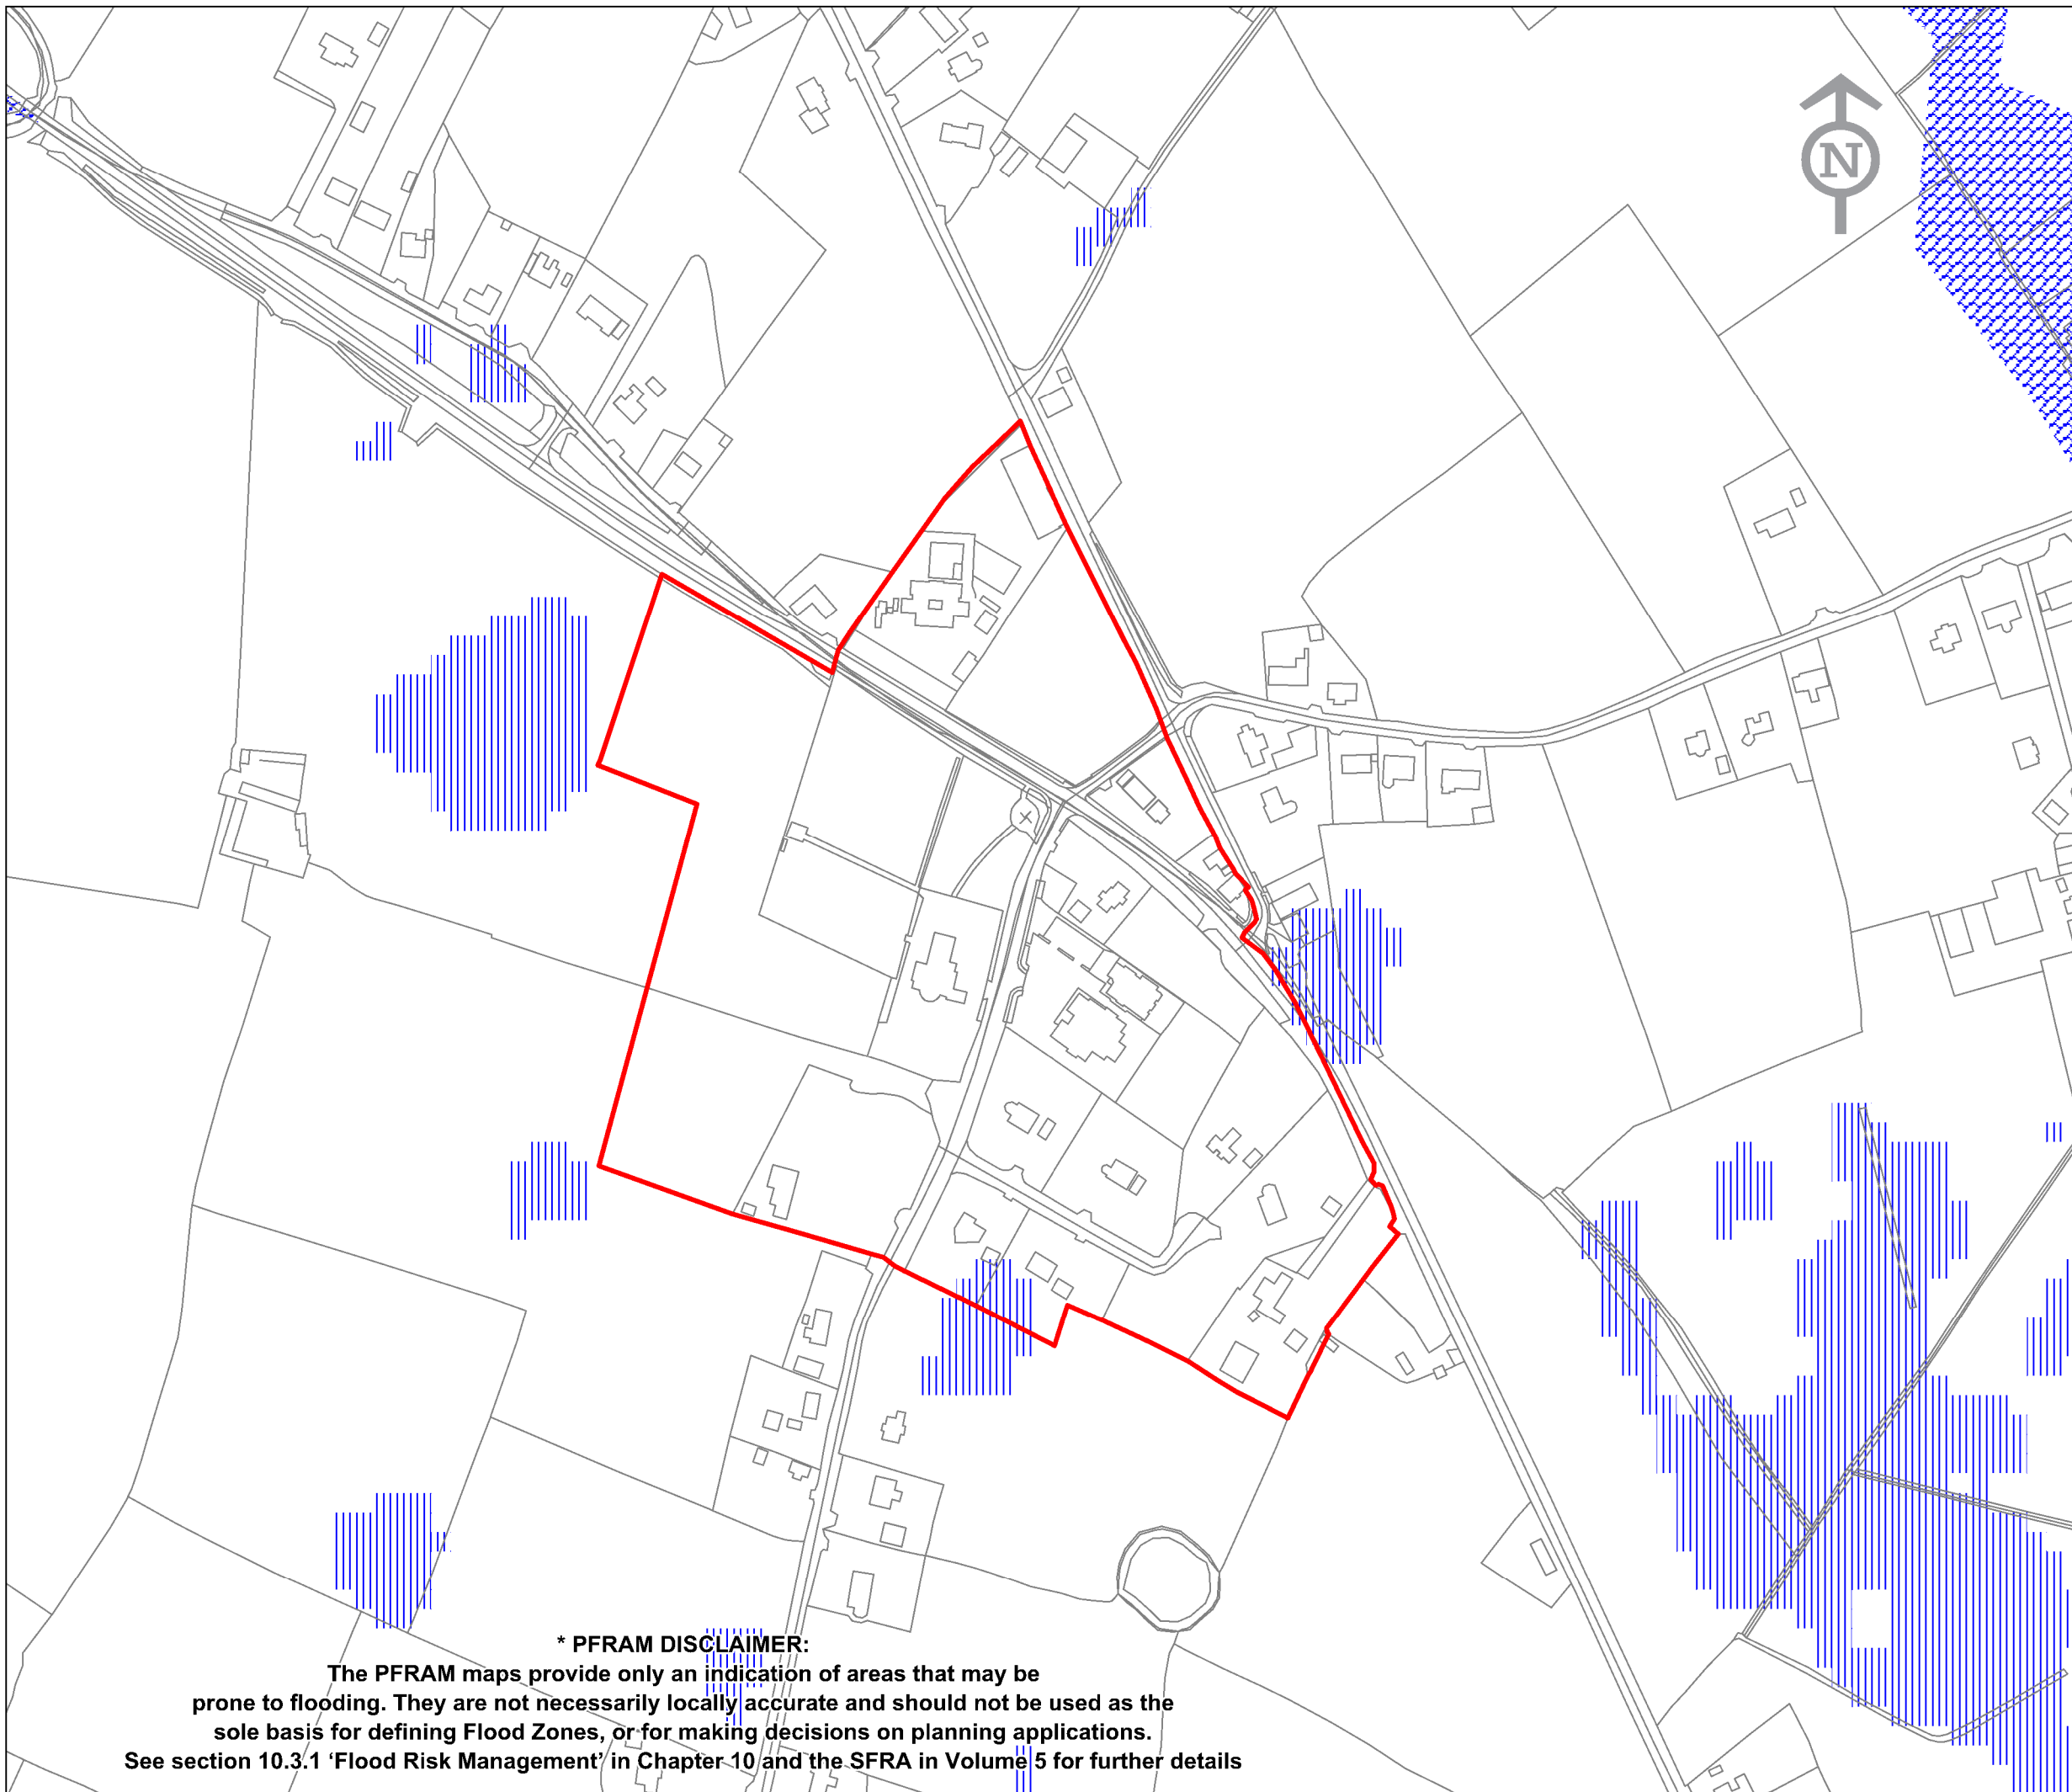 N
* PFRAM DISCLAIMER:
The PFRAM maps provide only an indication of areas that may be
prone to flooding. They are not necessarily locally accurate and should not be used as the
sole basis for defining Flood Zones, or for making decisions on planning applications.
See section 10.3.1 ‘Flood Risk Management’ in Chapter 10 and the SFRA in Volume 5 for further details